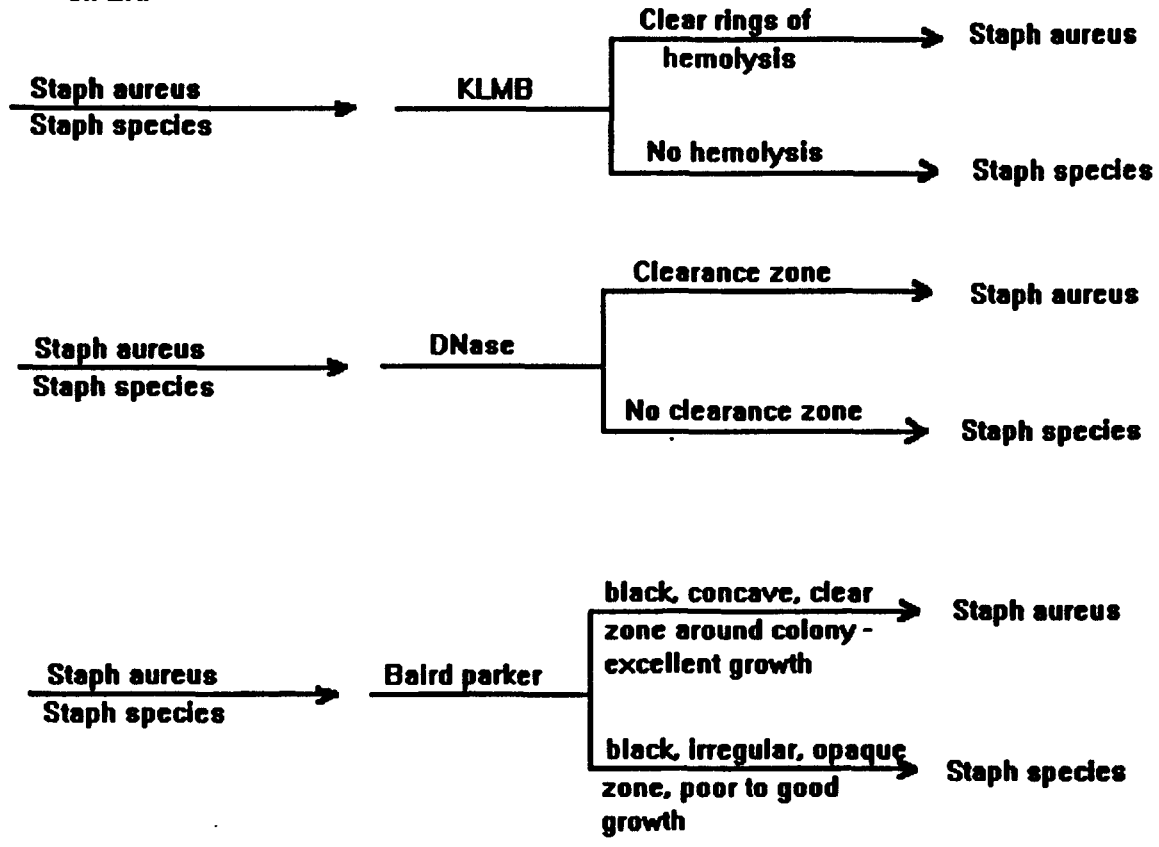 Clear rings of
hemolysis
Staph aureus
Staph aureus
Staph species
KLMB
No hemolysis
Staph species
Clearance zone
Staph aureus
Staph aureus
Staph species
DNase
No clearance zone
Staph species
black, concave, clear
zone around colony -
excellent growth
Staph aureus
Staph aureus
Staph species
Baird parker
black, irregular, opaque
zone, poor to good
growth
Staph species